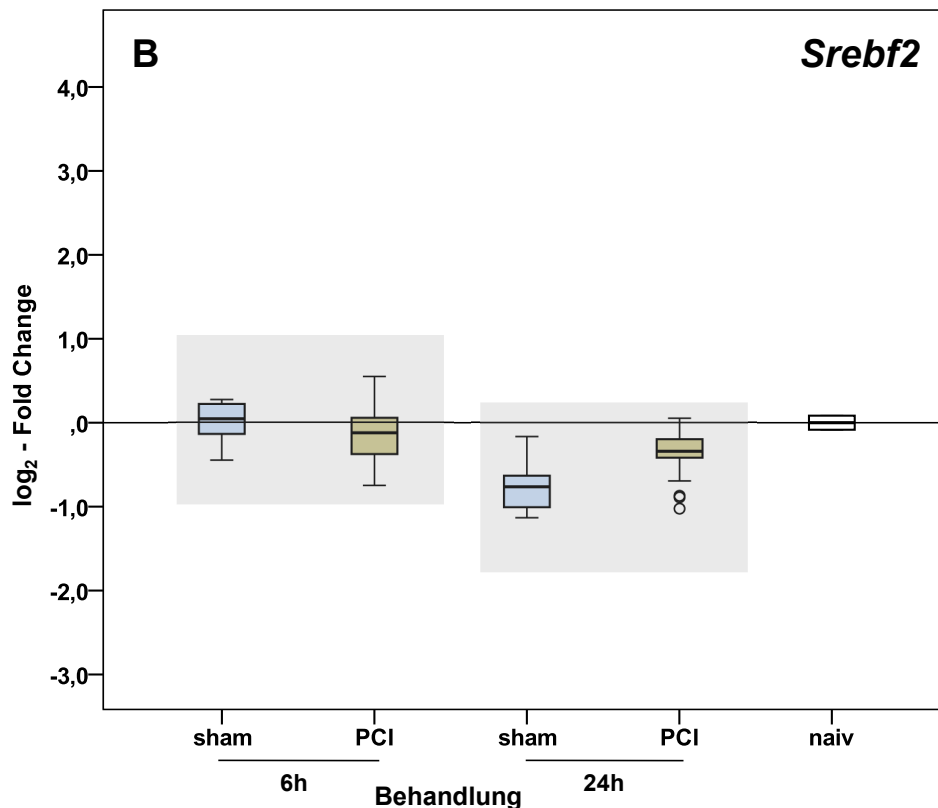 B
Srebf2
4,0
3,0
2,0
1,0
,0
-1,0
-2,0
-3,0
log₂ - Fold Change
sham PCI sham PCI naiv
6h 24h
Behandlung